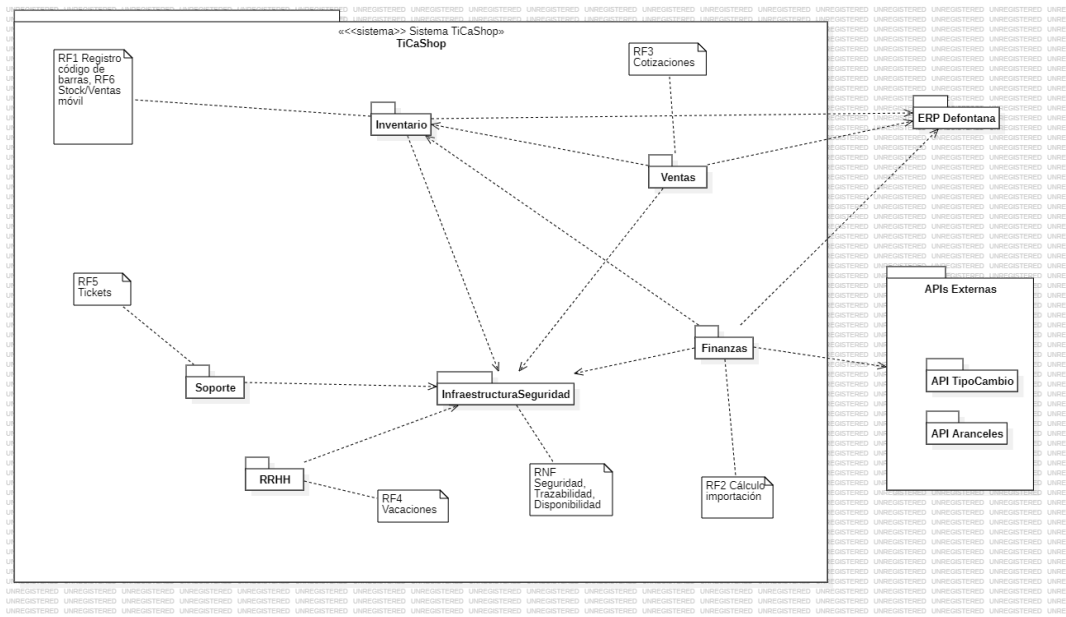 «<<sistema>> Sistema TiCaShop»
TiCaShop
RF1 Registro
código de
barras, RF6
Stock/Ventas
móvil
RF3
Cotizaciones
Inventario
ERP Defontana
Ventas
RF5
Tickets
APIs Externas
Finanzas
API TipoCambio
Soporte
InfraestructuraSeguridad
API Aranceles
RRHH
RF4
Vacaciones
RNF
Seguridad,
Trazabilidad,
Disponibilidad
RF2 Cálculo
importación
UNREGISTERED